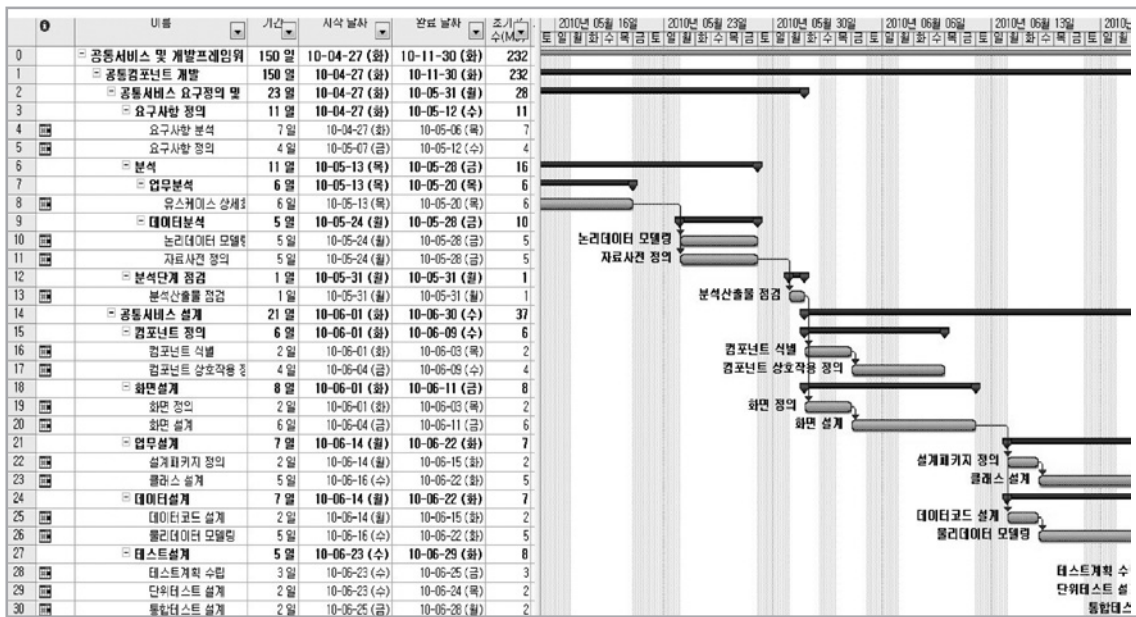 이름 기간 시작 날짜 완료 날짜 2010년 05월 16일 2010년 05월 23일 2010년 05월 30일 2010년 06월 06일 2010년 06월 13일
토 일 월 화 수 목 금 토 일 월 화 수 목 금 토 일 월 화 수 목 금 토 일 월 화 수 목 금 토 일 월 화 수 목 금 토 일 월
0 공통서비스 및 개발프레임워 150 일 10-04-27 (화) 10-11-30 (화) 232
1 공통컴포넌트 개발 150 일 10-04-27 (화) 10-11-30 (화) 232
2 공통서비스 요구정의 및 23 일 10-04-27 (화) 10-05-31 (월) 28
3 요구사항 정의 11 일 10-04-27 (화) 10-05-12 (수) 11
4 요구사항 분석 7 일 10-04-27 (화) 10-05-06 (목) 7
5 요구사항 정의 4 일 10-05-07 (금) 10-05-12 (수) 4
6 분석 11 일 10-05-13 (목) 10-05-28 (금) 16
7 업무분석 6 일 10-05-13 (목) 10-05-20 (목) 6
8 유스케이스 상세화 6 일 10-05-13 (목) 10-05-20 (목) 6
9 데이터분석 5 일 10-05-24 (월) 10-05-28 (금) 10
10 논리데이터 모델링 5 일 10-05-24 (월) 10-05-28 (금) 5 논리데이터 모델링
11 자료사전 정의 5 일 10-05-24 (월) 10-05-28 (금) 5 자료사전 정의
12 분석단계 점검 1 일 10-05-31 (월) 10-05-31 (월) 1
13 분석산출물 점검 1 일 10-05-31 (월) 10-05-31 (월) 1 분석산출물 점검
14 공통서비스 설계 21 일 10-06-01 (화) 10-06-30 (수) 37
15 컴포넌트 정의 6 일 10-06-01 (화) 10-06-09 (수) 6
16 컴포넌트 식별 2 일 10-06-01 (화) 10-06-03 (목) 2 컴포넌트 식별
17 컴포넌트 상호작용 정 4 일 10-06-04 (금) 10-06-09 (수) 4 컴포넌트 상호작용 정의
18 화면설계 8 일 10-06-01 (화) 10-06-11 (금) 8
19 화면 정의 2 일 10-06-01 (화) 10-06-03 (목) 2 화면 정의
20 화면 설계 6 일 10-06-04 (금) 10-06-11 (금) 6 화면 설계
21 업무설계 7 일 10-06-14 (월) 10-06-22 (화) 7
22 설계패키지 정의 2 일 10-06-14 (월) 10-06-15 (화) 2 설계패키지 정의
23 클래스 설계 5 일 10-06-16 (수) 10-06-22 (화) 5 클래스 설계
24 데이터설계 7 일 10-06-14 (월) 10-06-22 (화) 7
25 데이터코드 설계 2 일 10-06-14 (월) 10-06-15 (화) 2 데이터코드 설계
26 물리데이터 모델링 5 일 10-06-16 (수) 10-06-22 (화) 5 물리데이터 모델링
27 테스트설계 5 일 10-06-23 (수) 10-06-29 (화) 8
28 테스트계획 수립 3 일 10-06-23 (수) 10-06-25 (금) 3 테스트계획 수
29 단위테스트 설계 2 일 10-06-23 (수) 10-06-24 (목) 2 단위테스트 설
30 통합테스트 설계 2 일 10-06-25 (금) 10-06-28 (월) 2 통합테스